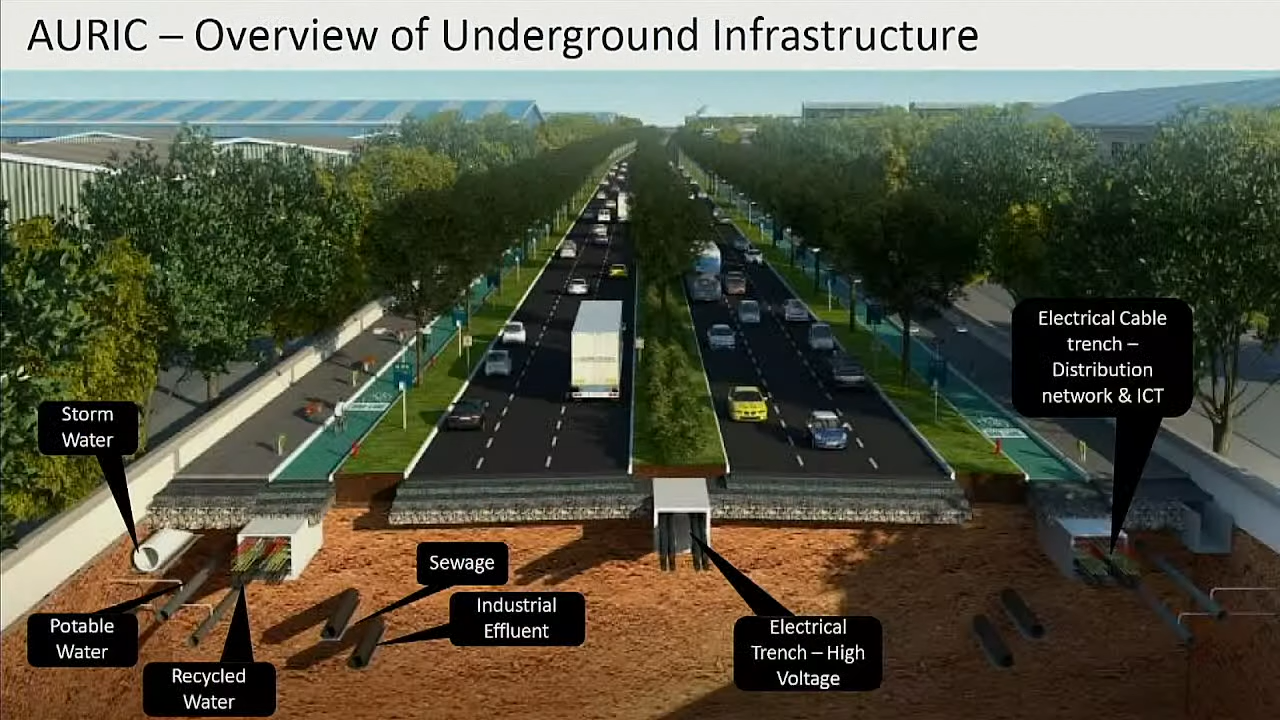 AURIC – Overview of Underground Infrastructure
Electrical Cable
trench –
Distribution
network & ICT
Storm
Water
Sewage
Industrial
Effluent
Potable
Water
Electrical
Trench – High
Voltage
Recycled
Water